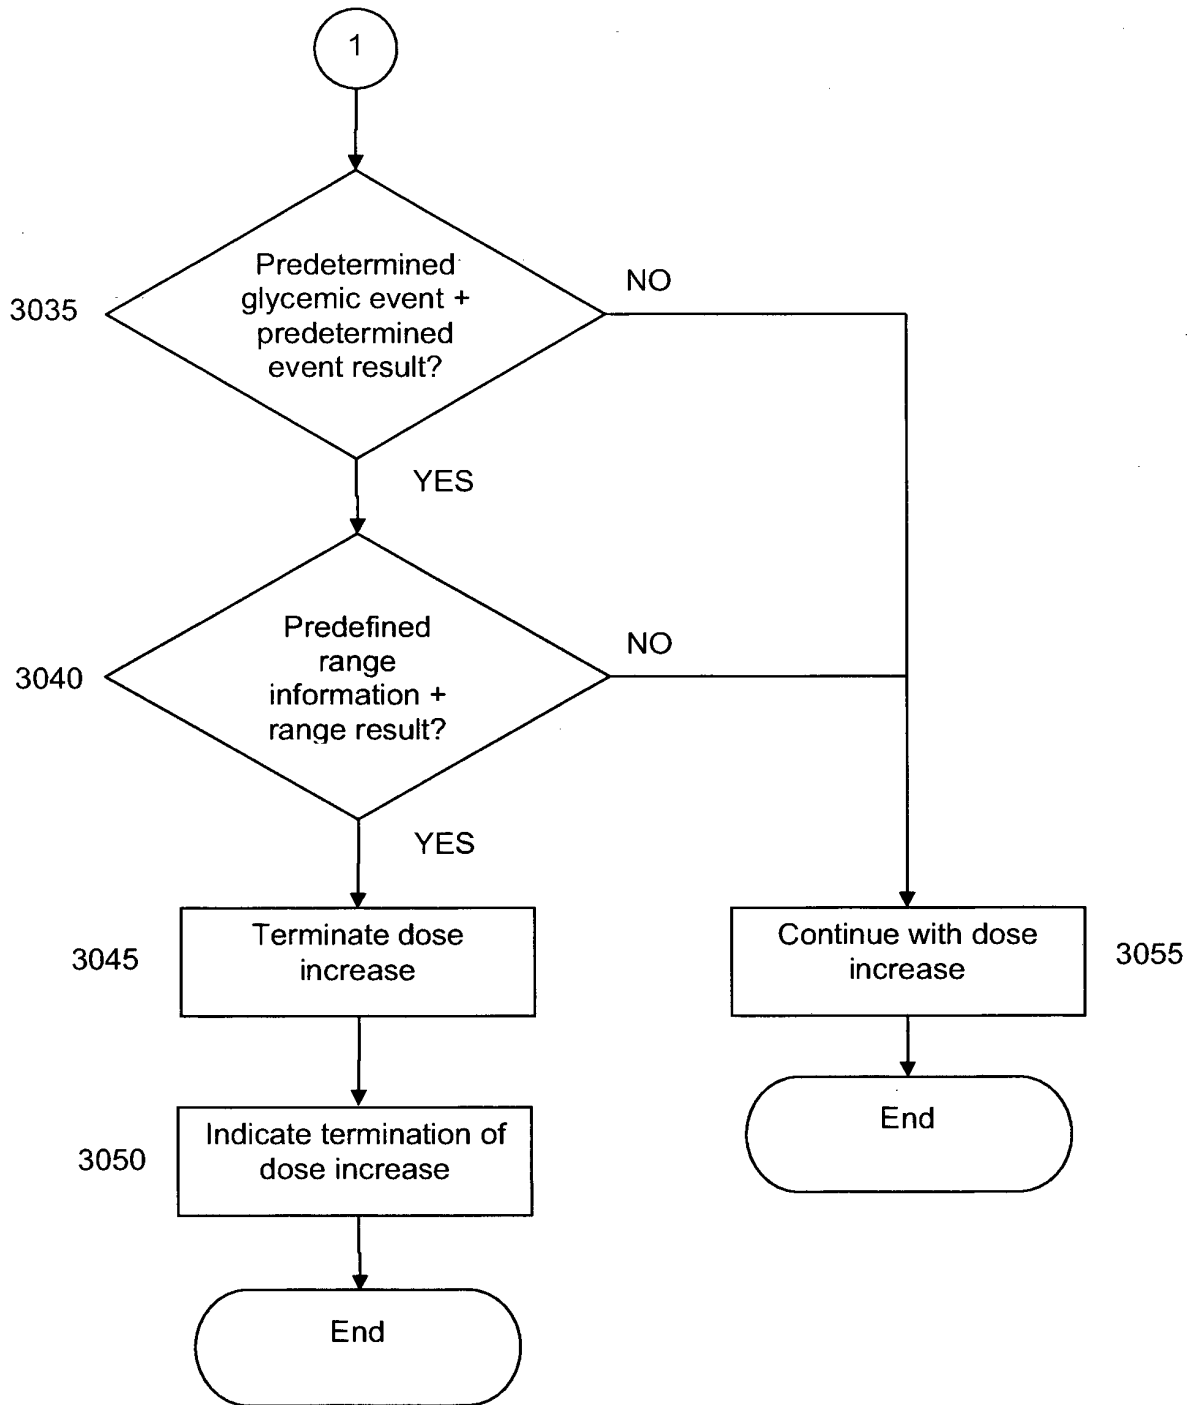 1
Predetermined
glycemic event +
predetermined
event result?
NO
3035
YES
Predefined
range
information +
range result?
NO
3040
YES
Terminate dose
increase
3045
Continue with dose
increase
3055
Indicate termination of
dose increase
3050
End
End